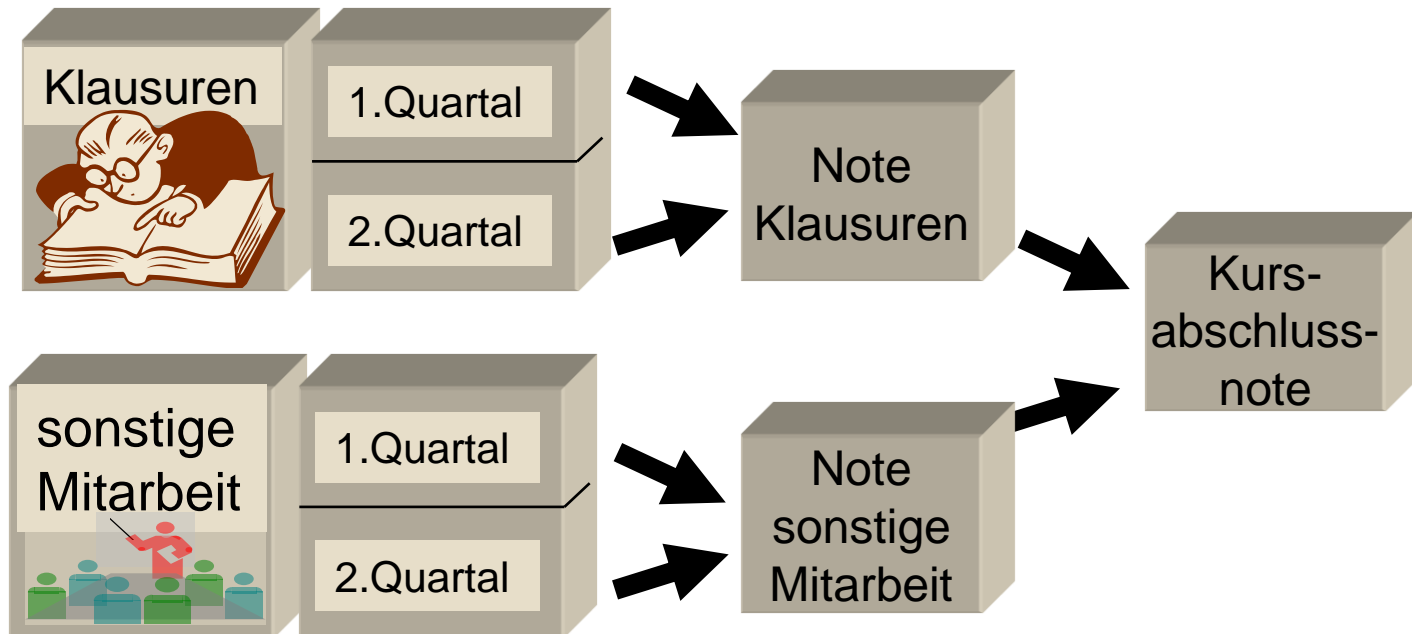 Klausuren
1.Quartal
2.Quartal
Note
Klausuren
Kurs-
abschluss-
note
sonstige
Mitarbeit
1.Quartal
2.Quartal
Note
sonstige
Mitarbeit